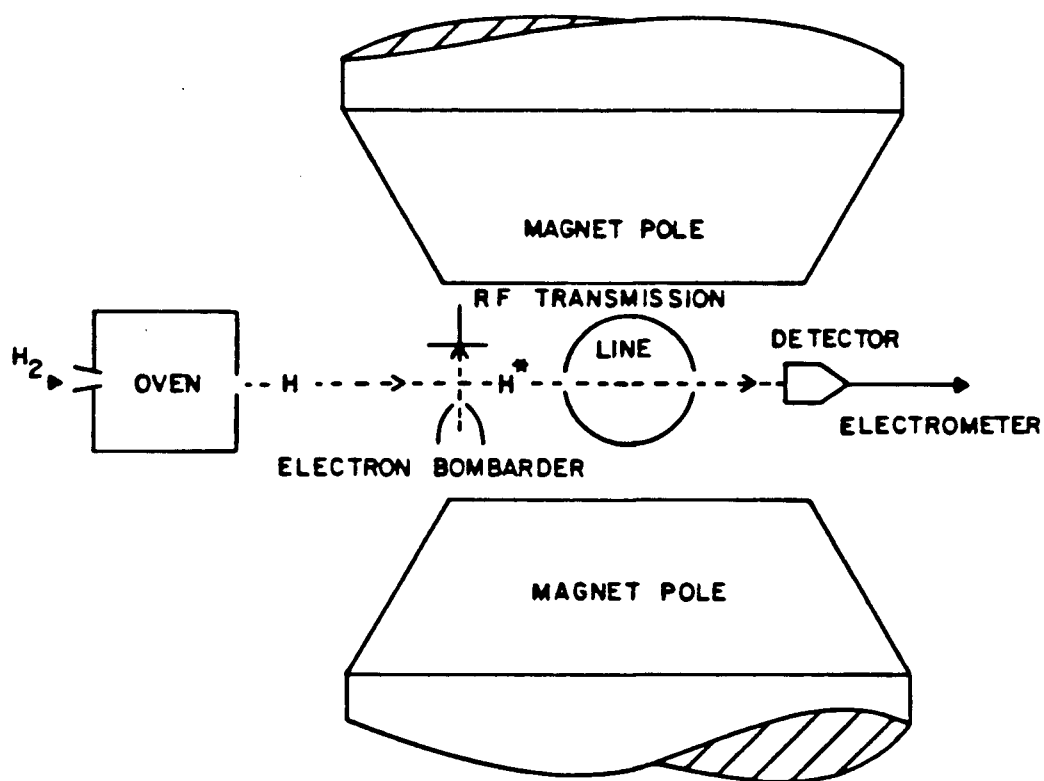 MAGNET POLE
RF TRANSMISSION
LINE
DETECTOR
H₂
OVEN
H
H*
ELECTROMETER
ELECTRON BOMBARDER
MAGNET POLE